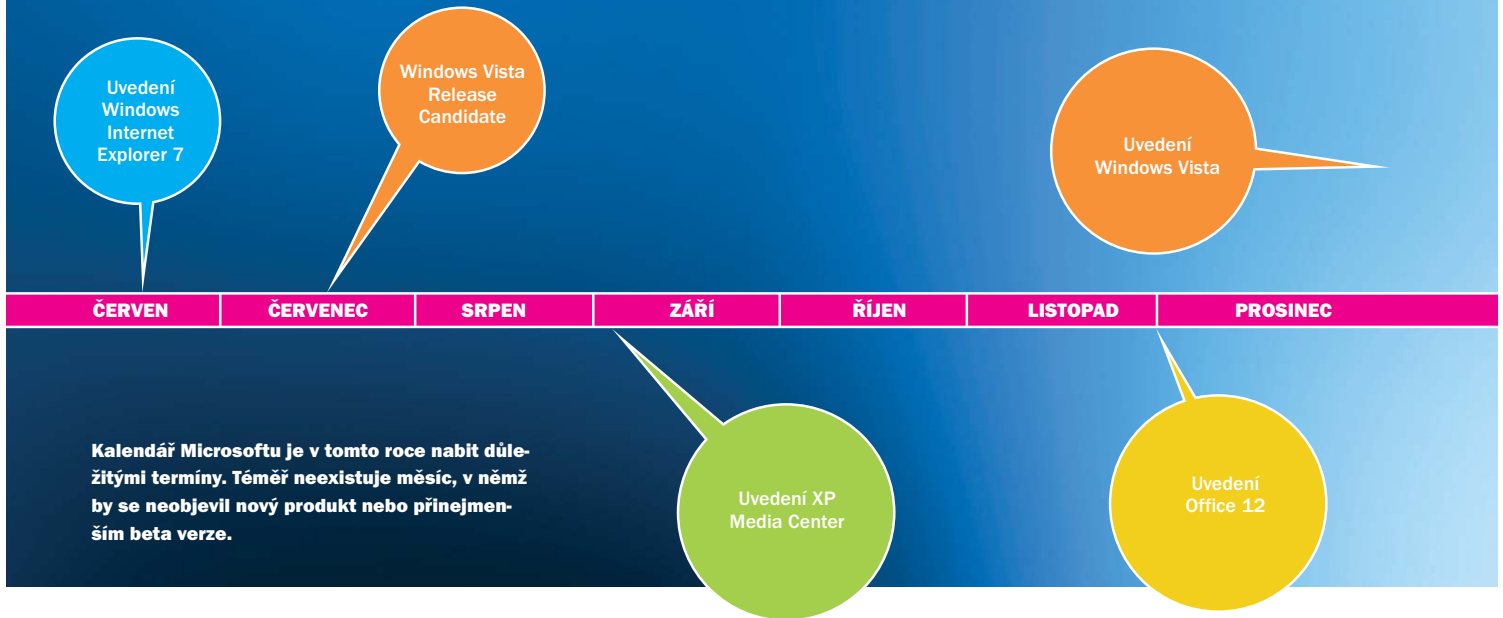 Uvedení
Windows
Internet
Explorer 7
Windows Vista
Release
Candidate
Uvedení
Windows Vista
ČERVEN
ČERVENEC
SRPEN
ZÁŘÍ
ŘÍJEN
LISTOPAD
PROSINEC
Kalendář Microsoftu je v tomto roce nabit důle-
žitými termíny. Téměř neexistuje měsíc, v němž
by se neobjevil nový produkt nebo přinejmen-
ším beta verze.
Uvedení XP
Media Center
Uvedení
Office 12